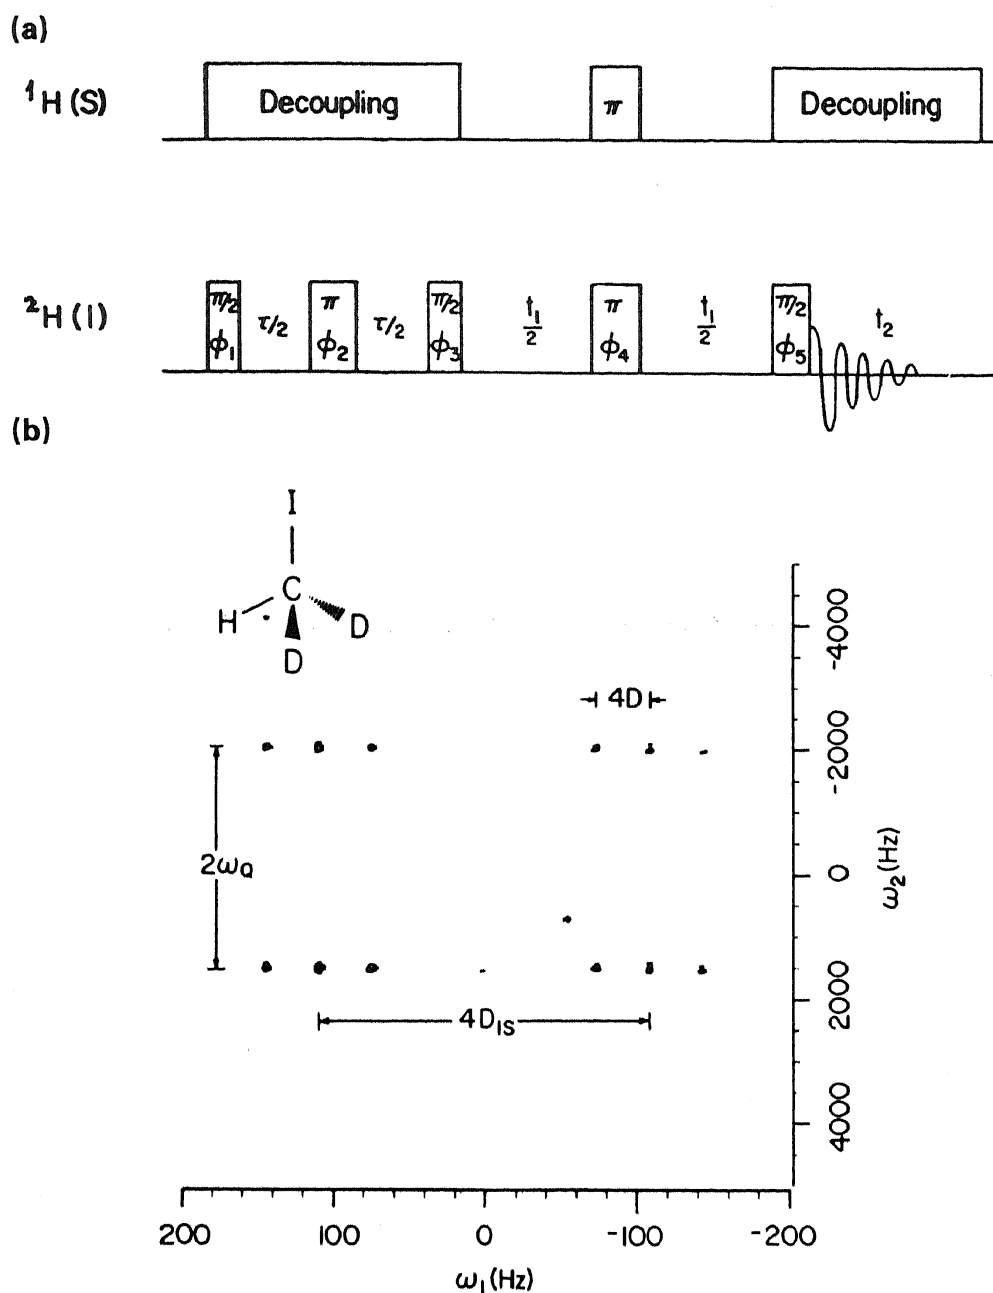 (a)
¹H(S)
Decoupling
π
Decoupling
²H(I)
π/2
ϕ₁
τ/2
π
ϕ₂
τ/2
π/2
ϕ₃
t₁/2
π
ϕ₄
t₁/2
π/2
ϕ₅
t₂
(b)
I
C
H
D
D
4D
2ωQ
4D_IS
-4000
-2000
0
2000
4000
ω₂(Hz)
200
100
0
-100
-200
ω₁(Hz)